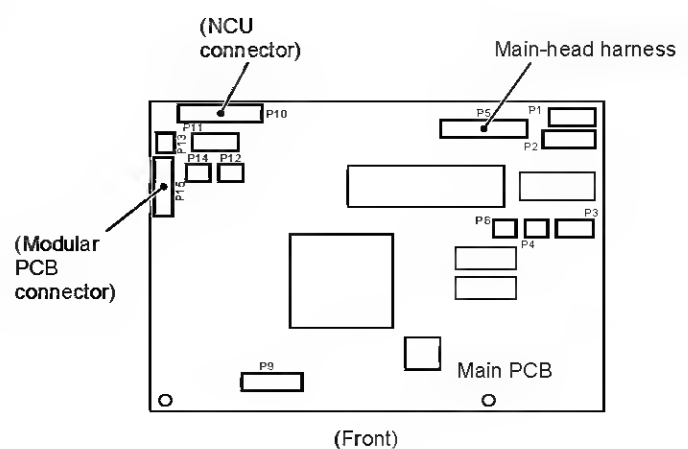 (NCU
connector)
Main-head harness
P10
P5
P1
P11
P13
P2
P14 P12
P15
P6
P4
P3
(Modular
PCB
connector)
P9
Main PCB
(Front)